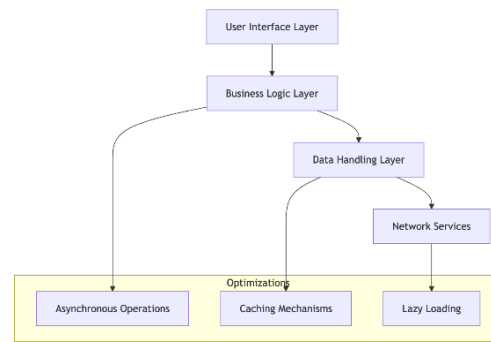 User Interface Layer
Business Logic Layer
Data Handling Layer
Network Services
Optimizations
Asynchronous Operations
Caching Mechanisms
Lazy Loading